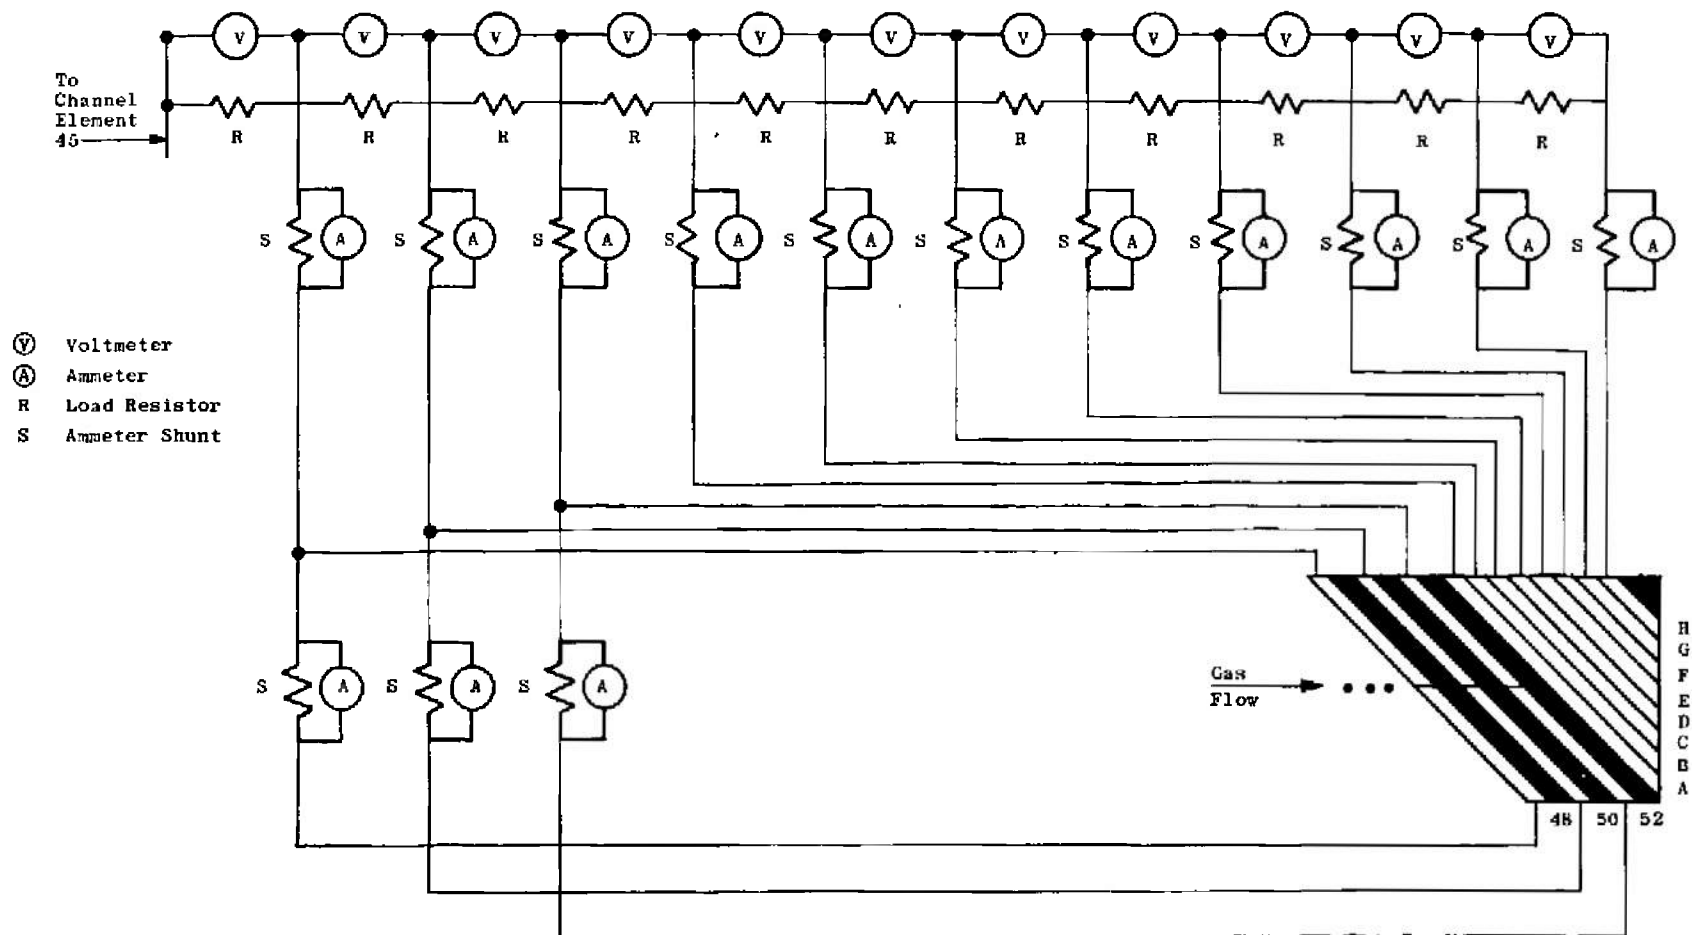 V V V V V V V V V V V
To
Channel
Element
45
R R R R R R R R R R R
S A S A S A S A S A S A S A S A S A S A S A
V Voltmeter
A Ammeter
R Load Resistor
S Ammeter Shunt
S A S A S A
Gas
Flow
H
G
F
E
D
C
B
A
48 50 52